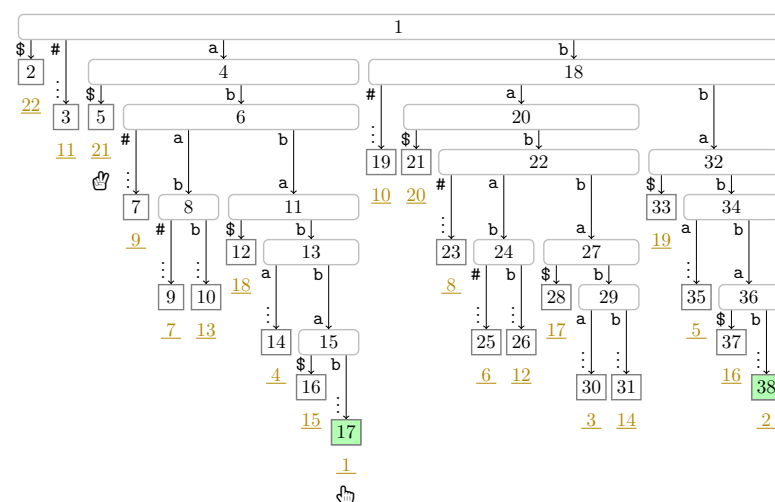 1
$ # a b
2 4 18
22 ⋮ $ b # a b
3 5 6 20
11 21 # a b ⋮ $ b a
⋮ 19 21 22 32
7 b a 10 20 # a b $ b
9 8 11 33 34
# b $ b ⋮ b a 19 a b
23 24 27
⋮ ⋮ 12 13 8 # b $ b ⋮ a
9 10 18 a b 28 29 35 36
7 13 ⋮ a ⋮ ⋮ 17 a b 5 $ b
14 15 25 26 37
4 $ b 6 12 ⋮ ⋮ 16 ⋮
16 30 31 38
15 ⋮ 3 14 2
17
1